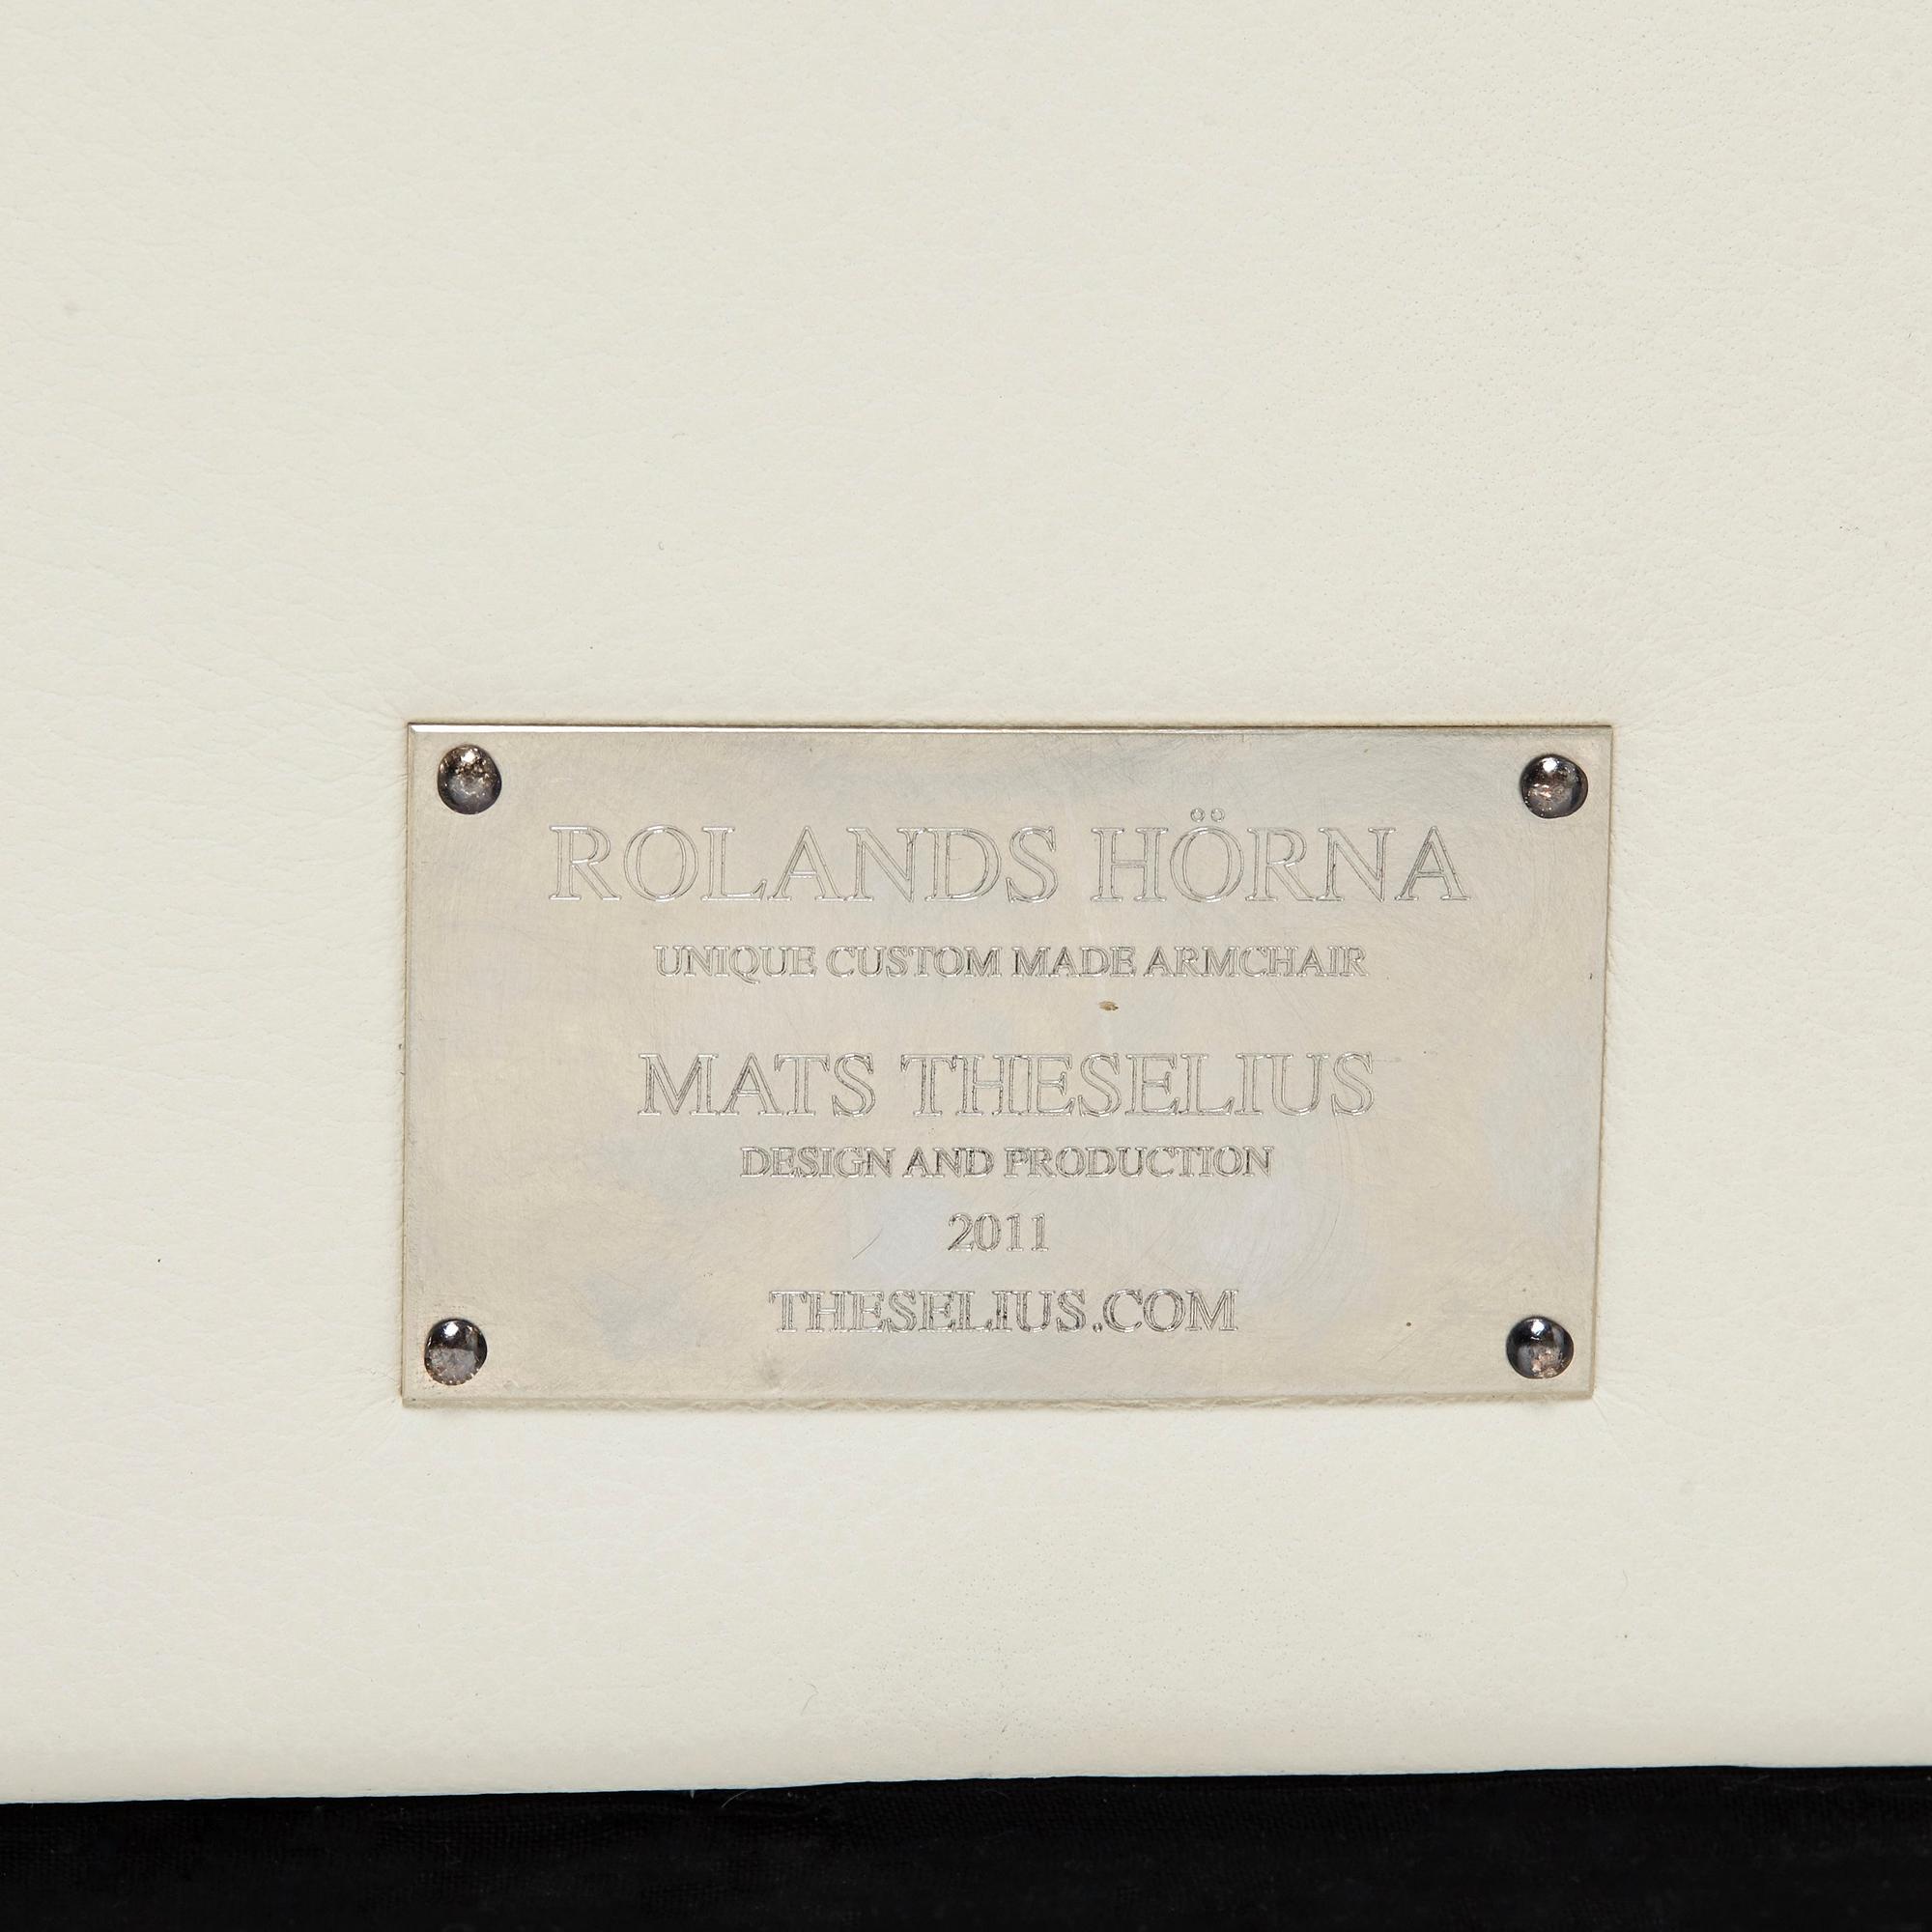 ROLANDS HÖRNA
UNIQUE CUSTOM MADE ARMCHAIR
MATS THESELIUS
DESIGN AND PRODUCTION
2011
THESELIUS.COM